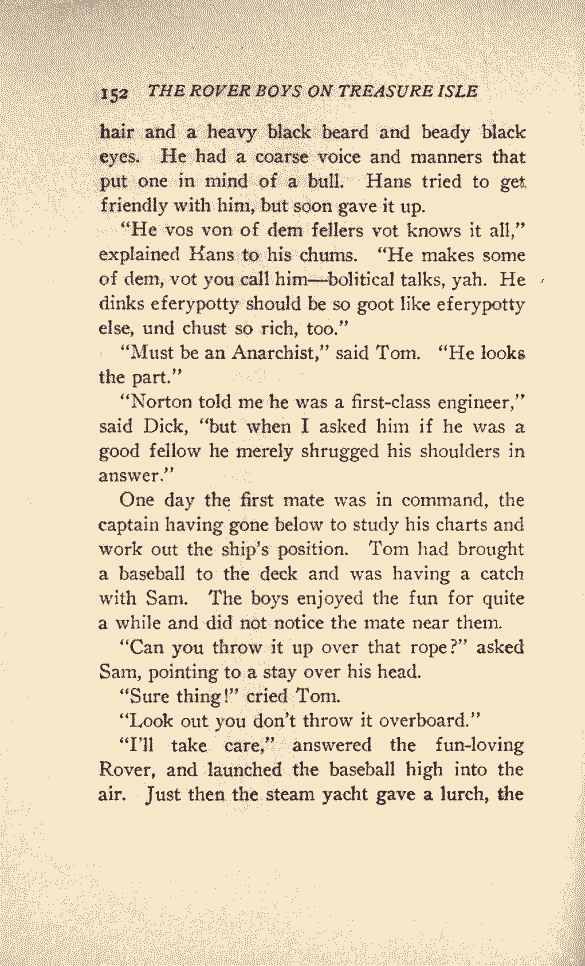 152 THE ROVER BOYS ON TREASURE ISLE
hair and a heavy black beard and beady black
eyes. He had a coarse voice and manners that
put one in mind of a bull. Hans tried to get
friendly with him, but soon gave it up.
"He vos von of dem fellers vot knows it all,"
explained Hans to his chums. "He makes some
of dem, vot you call him—bolitical talks, yah. He
dinks eferypotty should be so goot like eferypotty
else, und chust so rich, too."
"Must be an Anarchist," said Tom. "He looks
the part."
"Norton told me he was a first-class engineer,"
said Dick, "but when I asked him if he was a
good fellow he merely shrugged his shoulders in
answer."
One day the first mate was in command, the
captain having gone below to study his charts and
work out the ship's position. Tom had brought
a baseball to the deck and was having a catch
with Sam. The boys enjoyed the fun for quite
a while and did not notice the mate near them.
"Can you throw it up over that rope?" asked
Sam, pointing to a stay over his head.
"Sure thing!" cried Tom.
"Look out you don't throw it overboard."
"I'll take care," answered the fun-loving
Rover, and launched the baseball high into the
air. Just then the steam yacht gave a lurch, the